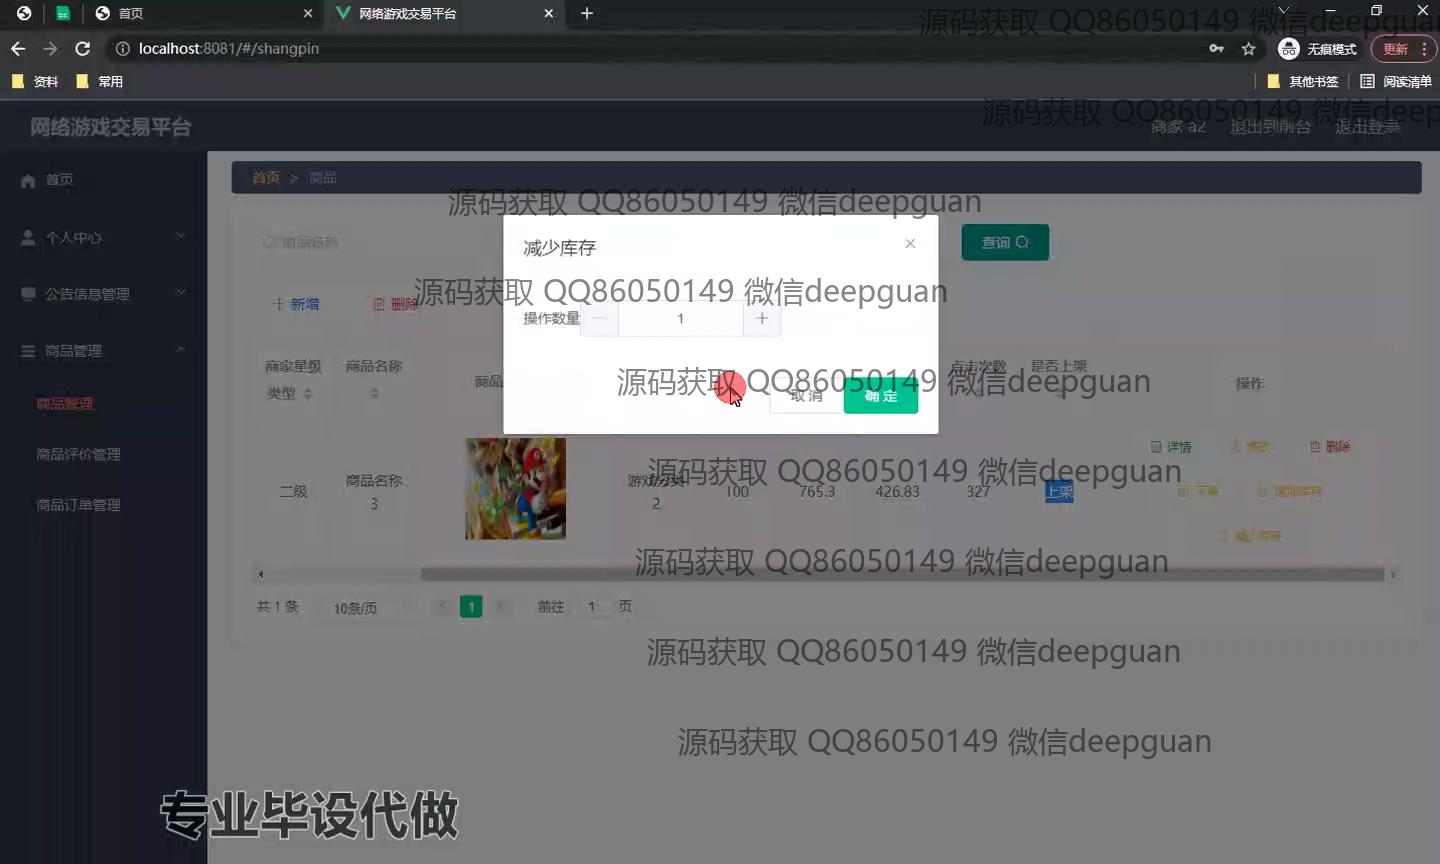 首页
网络游戏交易平台
localhost:8081/#/shangpin
无痕模式
更新
资料
常用
其他书签
阅读清单
源码获取 QQ86050149 微信deepguan
源码获取 QQ86050149 微信deep
网络游戏交易平台
商家 a2
退出到前台
退出登录
首页
个人中心
公告信息管理
商品管理
商品管理
商品评价管理
商品订单管理
首页 > 商品
源码获取 QQ86050149 微信deepguan
商品名称
查询
减少库存
新增
删除
源码获取 QQ86050149 微信deepguan
操作数量
1
商家星级类型
商品名称
商品
点击次数
是否上架
操作
源码获取 QQ86050149 微信deepguan
取消
确定
二级
商品名称3
游戏分类2
100
765.3
426.83
327
上架
详情
修改
删除
下架
增加库存
减少库存
源码获取 QQ86050149 微信deepguan
源码获取 QQ86050149 微信deepguan
共 1 条
10条/页
1
前往 1 页
源码获取 QQ86050149 微信deepguan
源码获取 QQ86050149 微信deepguan
专业毕设代做